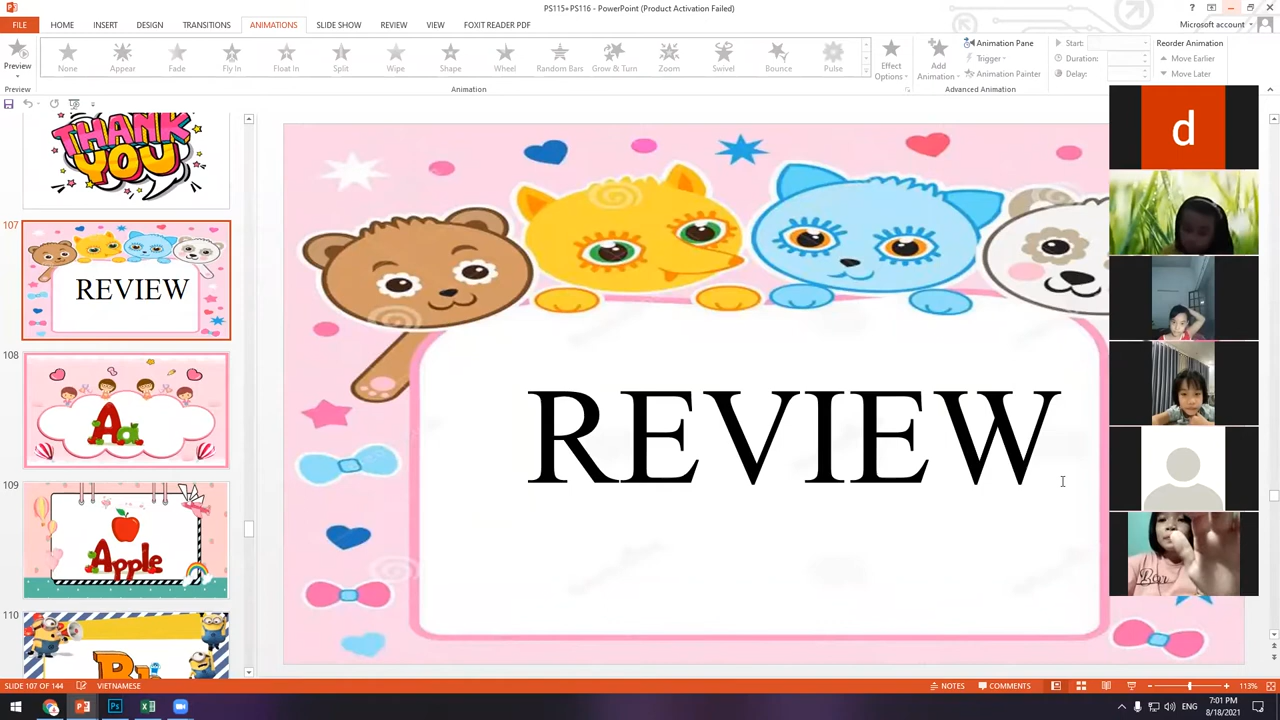 PS115+PS116 - PowerPoint (Product Activation Failed)
FILE HOME INSERT DESIGN TRANSITIONS ANIMATIONS SLIDE SHOW REVIEW VIEW FOXIT READER PDF
Microsoft account
Preview
None Appear Fade Fly In Float In Split Wipe Shape Wheel Random Bars Grow & Turn Zoom Swivel Bounce Pulse
Effect Options
Add Animation
Animation Pane
Trigger
Animation Painter
Start:
Duration:
Delay:
Reorder Animation
Move Earlier
Move Later
Preview Animation Advanced Animation
THANK
YOU
107
REVIEW
108
Aa
109
Apple
110
REVIEW
d
SLIDE 107 OF 144 VIETNAMESE NOTES COMMENTS 113%
ENG 7:01 PM
8/18/2021